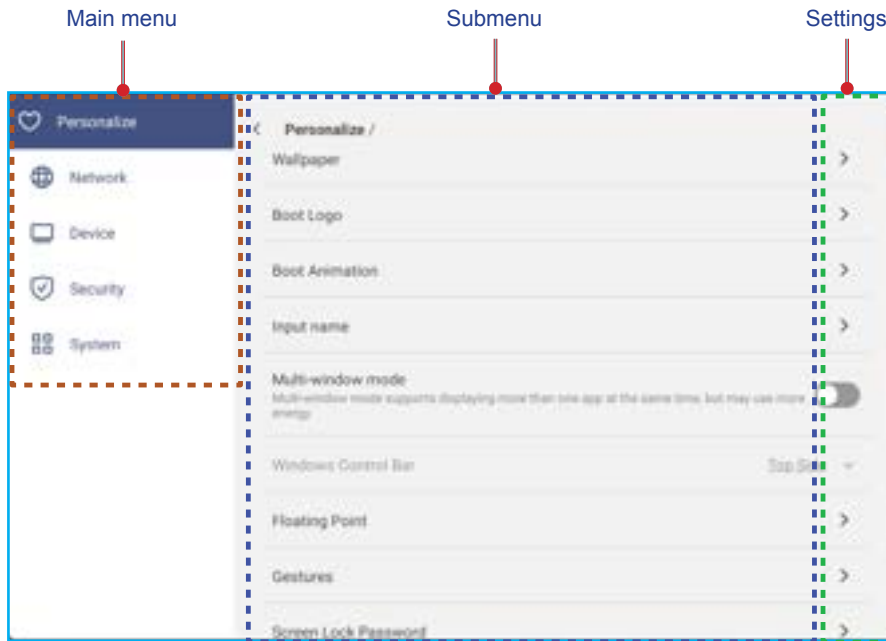 Main menu
Submenu
Settings
Personalize
Network
Device
Security
System
Personalize /
Wallpaper
Boot Logo
Boot Animation
Input name
Multi-window mode
Multi-window mode supports displaying more than one app at the same time, but may use more
energy
Windows Control Bar
Top Side
Floating Point
Gestures
Screen Lock Password